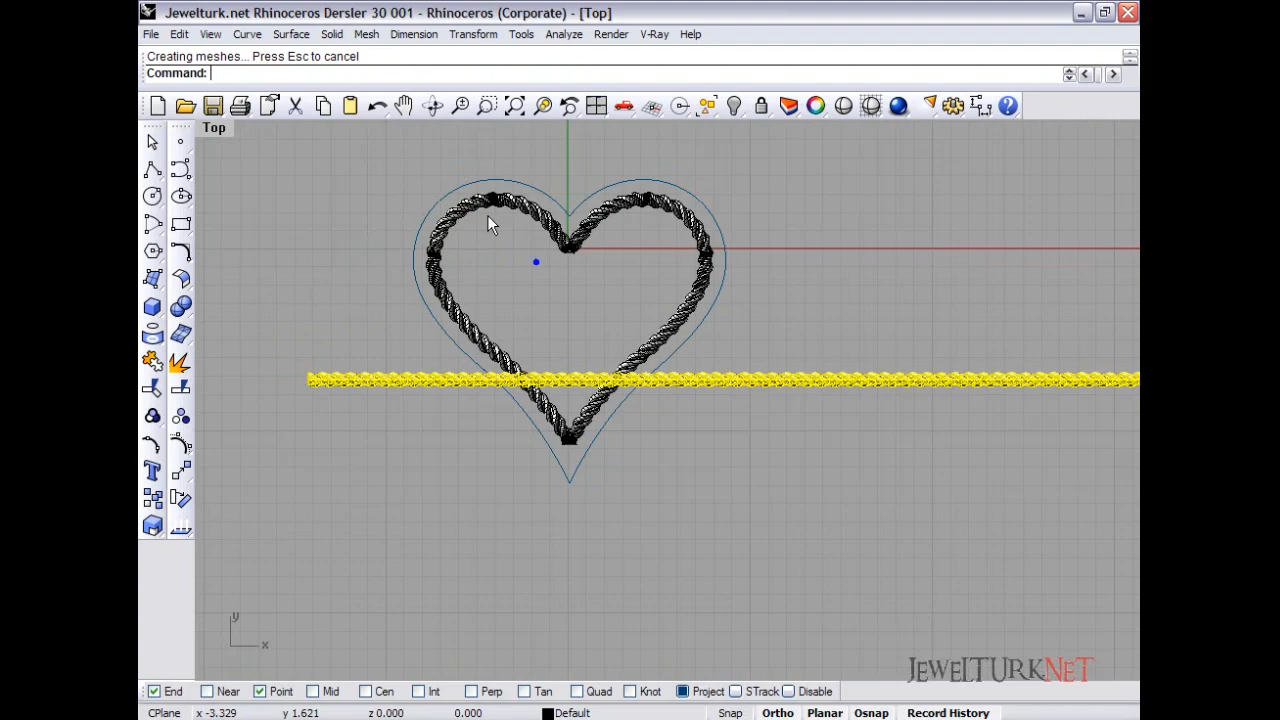 Jewelturk.net Rhinoceros Dersler 30 001 - Rhinoceros (Corporate) - [Top]
File Edit View Curve Surface Solid Mesh Dimension Transform Tools Analyze Render V-Ray Help
Creating meshes... Press Esc to cancel
Command:
Top
y
x
JEWELTURKNET
End Near Point Mid Cen Int Perp Tan Quad Knot Project STrack Disable
CPlane x -3.329 y 1.621 z 0.000 0.000 Default Snap Ortho Planar Osnap Record History